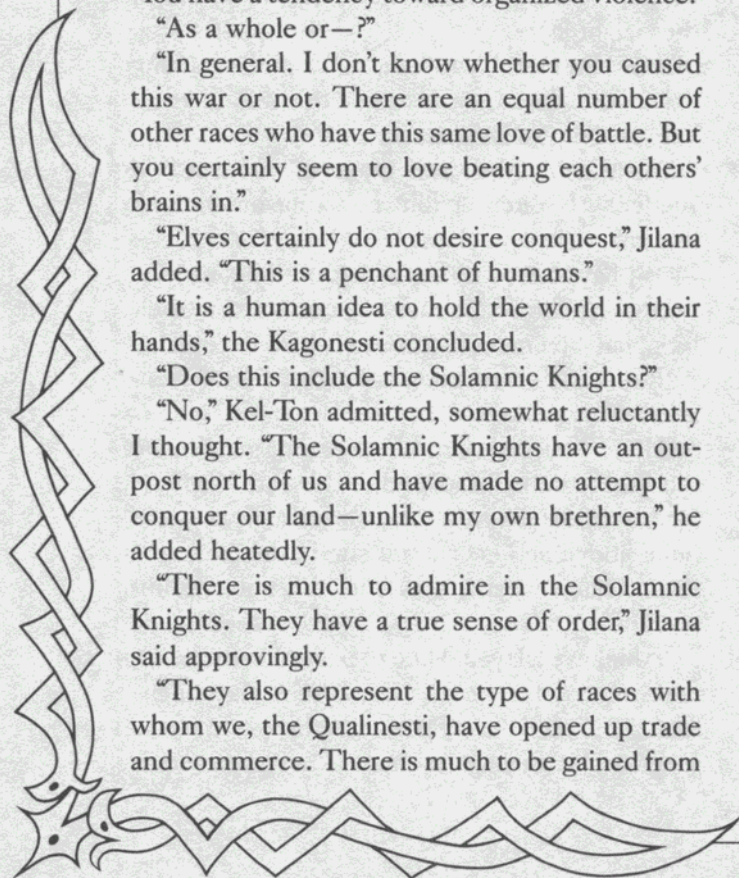 You have a tendency toward organized violence.
“As a whole or—?”
“In general. I don’t know whether you caused
this war or not. There are an equal number of
other races who have this same love of battle. But
you certainly seem to love beating each others’
brains in.”
“Elves certainly do not desire conquest,” Jilana
added. “This is a penchant of humans.”
“It is a human idea to hold the world in their
hands,” the Kagonesti concluded.
“Does this include the Solamnic Knights?”
“No,” Kel-Ton admitted, somewhat reluctantly
I thought. “The Solamnic Knights have an out-
post north of us and have made no attempt to
conquer our land—unlike my own brethren,” he
added heatedly.
“There is much to admire in the Solamnic
Knights. They have a true sense of order,” Jilana
said approvingly.
“They also represent the type of races with
whom we, the Qualinesti, have opened up trade
and commerce. There is much to be gained from